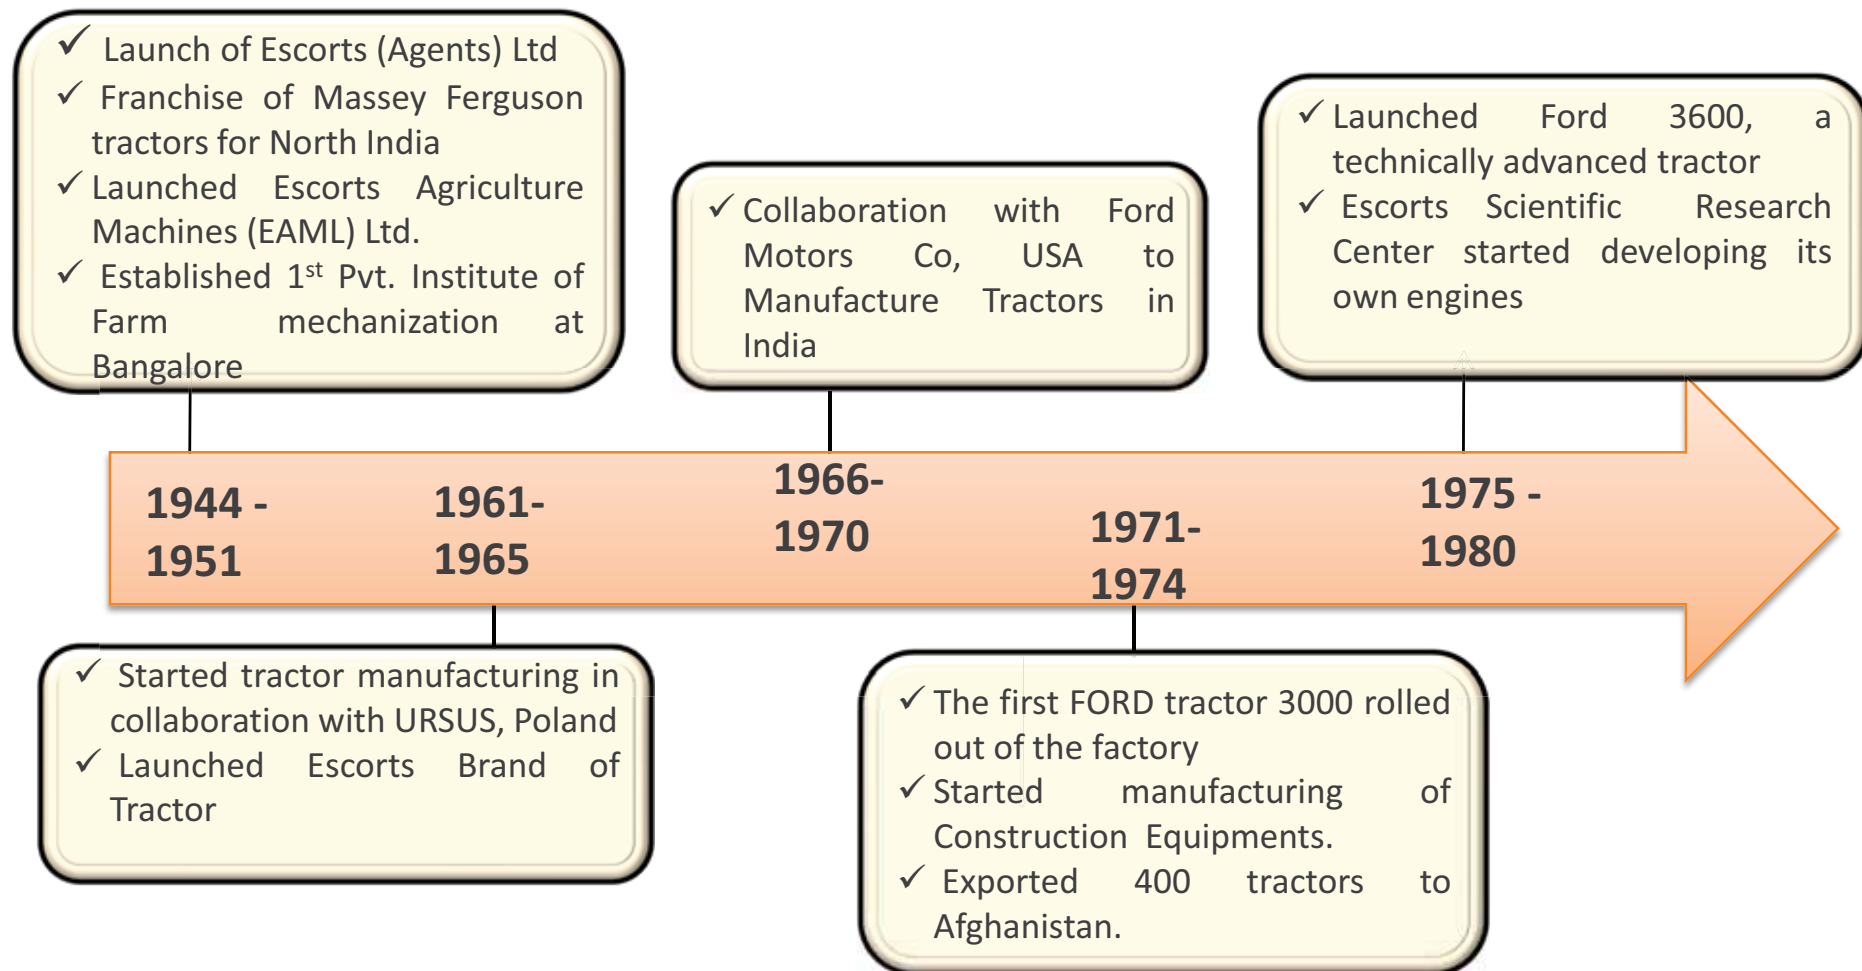 ✓ Launch of Escorts (Agents) Ltd
✓ Franchise of Massey Ferguson
tractors for North India
✓ Launched Escorts Agriculture
Machines (EAML) Ltd.
✓ Established 1st Pvt. Institute of
Farm mechanization at
Bangalore
✓ Collaboration with Ford
Motors Co, USA to
Manufacture Tractors in
India
✓ Launched Ford 3600, a
technically advanced tractor
✓ Escorts Scientific Research
Center started developing its
own engines
1944 -
1951
1961-
1965
1966-
1970
1971-
1974
1975 -
1980
✓ Started tractor manufacturing in
collaboration with URSUS, Poland
✓ Launched Escorts Brand of
Tractor
✓ The first FORD tractor 3000 rolled
out of the factory
✓ Started manufacturing of
Construction Equipments.
✓ Exported 400 tractors to
Afghanistan.